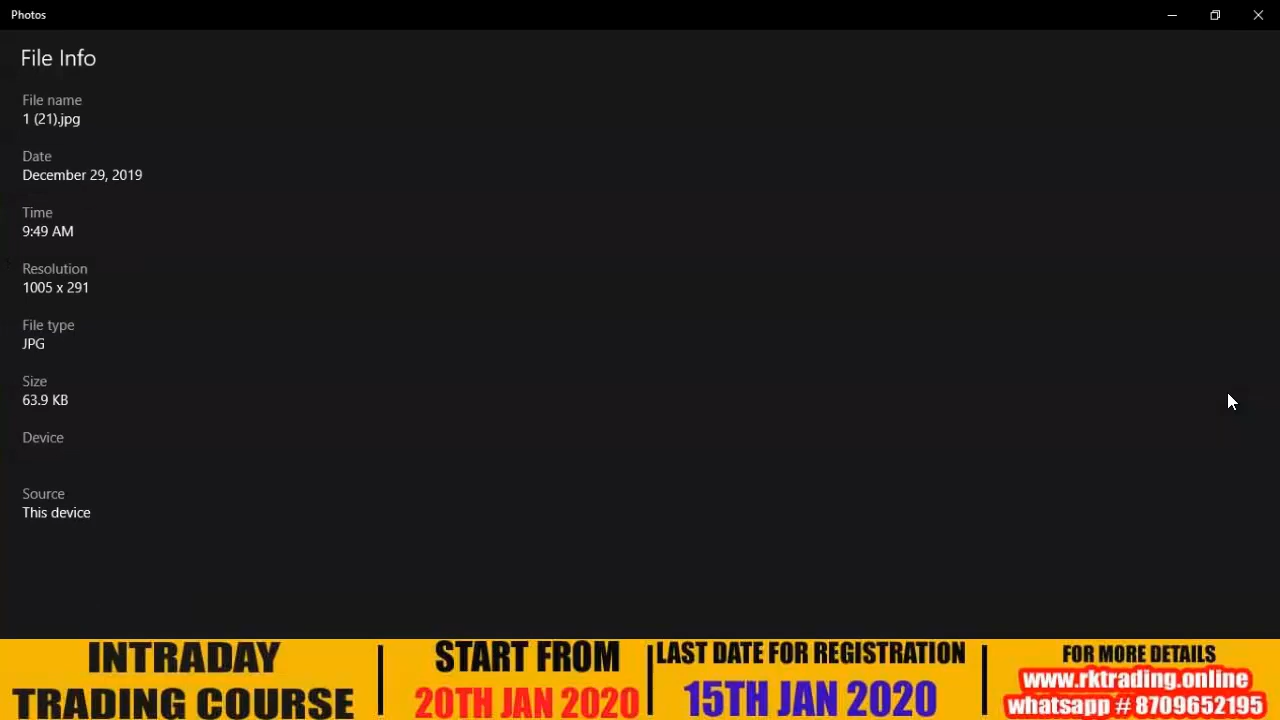 Photos
File Info
File name
1 (21).jpg
Date
December 29, 2019
Time
9:49 AM
Resolution
1005 x 291
File type
JPG
Size
63.9 KB
Device
Source
This device
INTRADAY
TRADING COURSE
START FROM
20TH JAN 2020
LAST DATE FOR REGISTRATION
15TH JAN 2020
FOR MORE DETAILS
www.rktrading.online
whatsapp # 8709652195